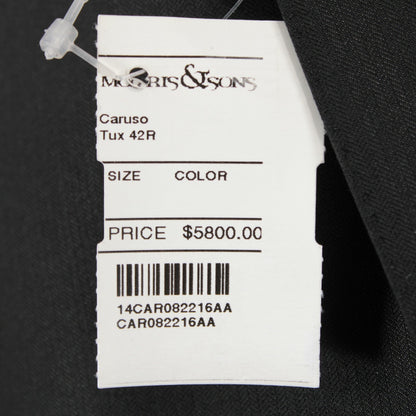 MORRIS & SONS
Caruso
Tux 42R
SIZE COLOR
PRICE $5800.00
14CAR082216AA
CAR082216AA